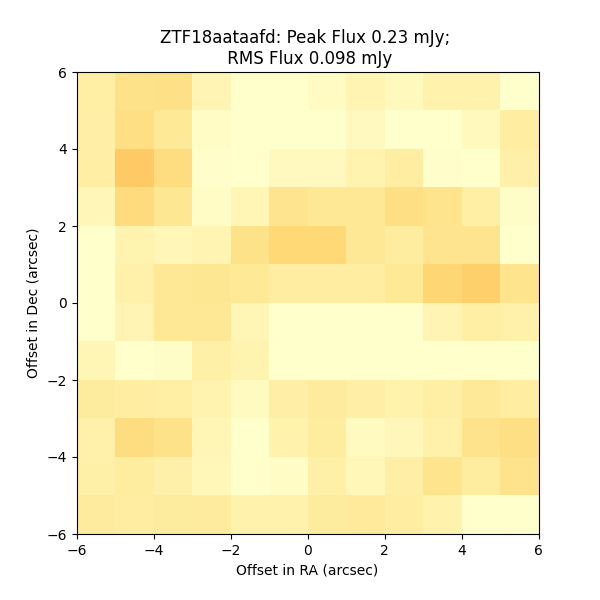 ZTF18aataafd: Peak Flux 0.23 mJy;
RMS Flux 0.098 mJy
6
4
2
0
−2
−4
−6
Offset in Dec (arcsec)
−6 −4 −2 0 2 4 6
Offset in RA (arcsec)